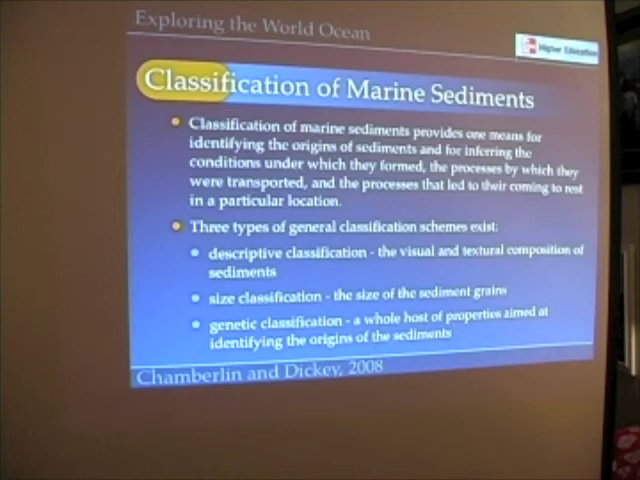 Exploring the World Ocean
Higher Education
Classification of Marine Sediments
Classification of marine sediments provides one means for
identifying the origins of sediments and for inferring the
conditions under which they formed, the processes by which they
were transported, and the processes that led to their coming to rest
in a particular location.
Three types of general classification schemes exist:
descriptive classification - the visual and textural composition of
sediments
size classification - the size of the sediment grains
genetic classification - a whole host of properties aimed at
identifying the origins of the sediments
Chamberlin and Dickey, 2008